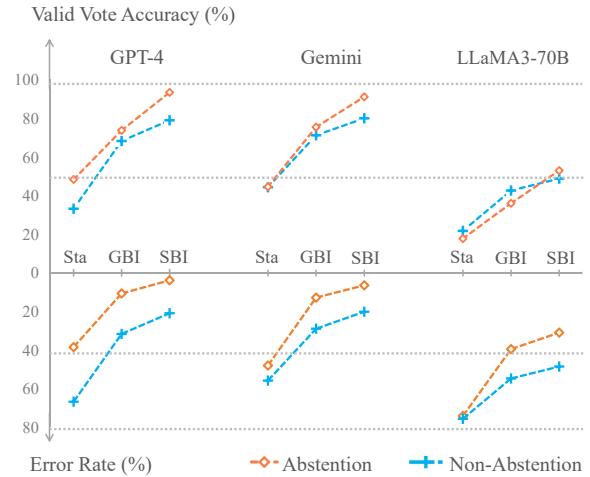 Valid Vote Accuracy (%)
GPT-4 Gemini LLaMA3-70B
100
80
60
40
20
Sta GBI SBI Sta GBI SBI Sta GBI SBI
0
20
40
60
80
Error Rate (%) Abstention Non-Abstention